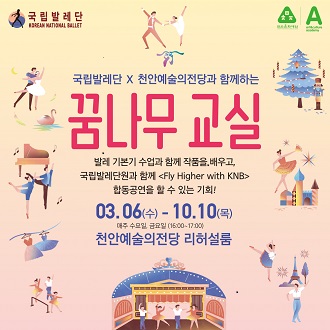 국립발레단
KOREAN NATIONAL BALLET
A
국립발레단 X 천안예술의전당과 함께하는
꿈나무 교실
발레 기본기 수업과 함께 작품을 배우고,
국립발레단원과 함께 <Fly Higher with KNB>
합동공연을 할 수 있는 기회!
03.06(수) - 10.10(목)
매주 수요일, 금요일 (16:00~17:00)
천안예술의전당 리허설룸